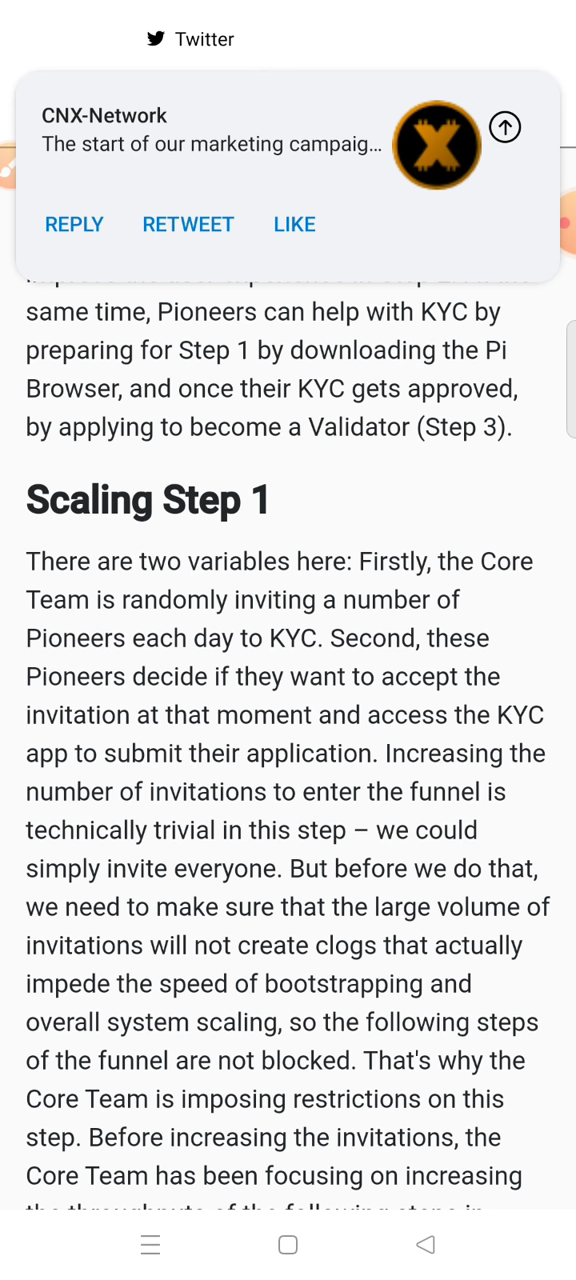 Twitter
CNX-Network
The start of our marketing campaig...
REPLY RETWEET LIKE
same time, Pioneers can help with KYC by
preparing for Step 1 by downloading the Pi
Browser, and once their KYC gets approved,
by applying to become a Validator (Step 3).
Scaling Step 1
There are two variables here: Firstly, the Core
Team is randomly inviting a number of
Pioneers each day to KYC. Second, these
Pioneers decide if they want to accept the
invitation at that moment and access the KYC
app to submit their application. Increasing the
number of invitations to enter the funnel is
technically trivial in this step – we could
simply invite everyone. But before we do that,
we need to make sure that the large volume of
invitations will not create clogs that actually
impede the speed of bootstrapping and
overall system scaling, so the following steps
of the funnel are not blocked. That's why the
Core Team is imposing restrictions on this
step. Before increasing the invitations, the
Core Team has been focusing on increasing